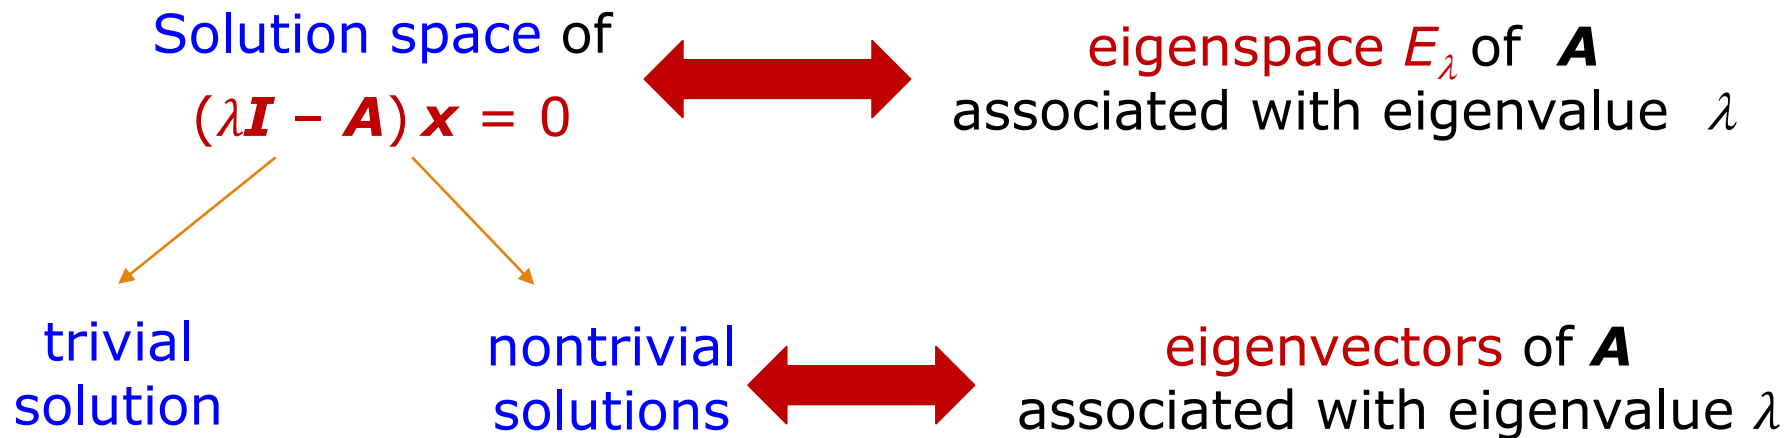 Solution space of
(λI – A) x = 0
eigenspace Eλ of A
associated with eigenvalue λ
trivial
solution
nontrivial
solutions
eigenvectors of A
associated with eigenvalue λ